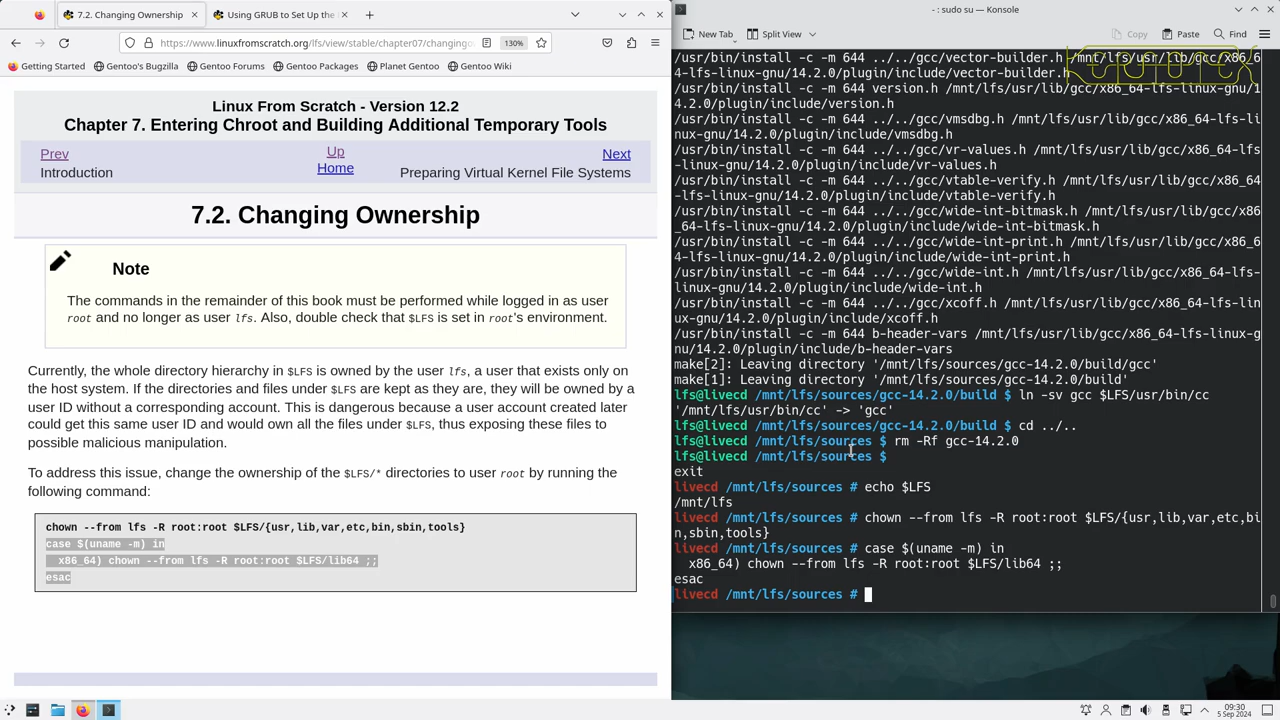 7.2. Changing Ownership
Using GRUB to Set Up the
https://www.linuxfromscratch.org/lfs/view/stable/chapter07/changingo
130%
Getting Started
Gentoo's Bugzilla
Gentoo Forums
Gentoo Packages
Planet Gentoo
Gentoo Wiki
Linux From Scratch - Version 12.2
Chapter 7. Entering Chroot and Building Additional Temporary Tools
Prev
Up
Next
Introduction
Home
Preparing Virtual Kernel File Systems
7.2. Changing Ownership
Note
The commands in the remainder of this book must be performed while logged in as user
root and no longer as user lfs. Also, double check that $LFS is set in root's environment.
Currently, the whole directory hierarchy in $LFS is owned by the user lfs, a user that exists only on
the host system. If the directories and files under $LFS are kept as they are, they will be owned by a
user ID without a corresponding account. This is dangerous because a user account created later
could get this same user ID and would own all the files under $LFS, thus exposing these files to
possible malicious manipulation.
To address this issue, change the ownership of the $LFS/* directories to user root by running the
following command:
chown --from lfs -R root:root $LFS/{usr,lib,var,etc,bin,sbin,tools}
case $(uname -m) in
  x86_64) chown --from lfs -R root:root $LFS/lib64 ;;
esac
- : sudo su — Konsole
New Tab
Split View
Copy
Paste
Find
/usr/bin/install -c -m 644 ../../gcc/vector-builder.h /mnt/lfs/usr/lib/gcc/x86_6
4-lfs-linux-gnu/14.2.0/plugin/include/vector-builder.h
/usr/bin/install -c -m 644 version.h /mnt/lfs/usr/lib/gcc/x86_64-lfs-linux-gnu/1
4.2.0/plugin/include/version.h
/usr/bin/install -c -m 644 ../../gcc/vmsdbg.h /mnt/lfs/usr/lib/gcc/x86_64-lfs-li
nux-gnu/14.2.0/plugin/include/vmsdbg.h
/usr/bin/install -c -m 644 ../../gcc/vr-values.h /mnt/lfs/usr/lib/gcc/x86_64-lfs
-linux-gnu/14.2.0/plugin/include/vr-values.h
/usr/bin/install -c -m 644 ../../gcc/vtable-verify.h /mnt/lfs/usr/lib/gcc/x86_64
-lfs-linux-gnu/14.2.0/plugin/include/vtable-verify.h
/usr/bin/install -c -m 644 ../../gcc/wide-int-bitmask.h /mnt/lfs/usr/lib/gcc/x86
_64-lfs-linux-gnu/14.2.0/plugin/include/wide-int-bitmask.h
/usr/bin/install -c -m 644 ../../gcc/wide-int-print.h /mnt/lfs/usr/lib/gcc/x86_6
4-lfs-linux-gnu/14.2.0/plugin/include/wide-int-print.h
/usr/bin/install -c -m 644 ../../gcc/wide-int.h /mnt/lfs/usr/lib/gcc/x86_64-lfs-
linux-gnu/14.2.0/plugin/include/wide-int.h
/usr/bin/install -c -m 644 ../../gcc/xcoff.h /mnt/lfs/usr/lib/gcc/x86_64-lfs-lin
ux-gnu/14.2.0/plugin/include/xcoff.h
/usr/bin/install -c -m 644 b-header-vars /mnt/lfs/usr/lib/gcc/x86_64-lfs-linux-g
nu/14.2.0/plugin/include/b-header-vars
make[2]: Leaving directory '/mnt/lfs/sources/gcc-14.2.0/build/gcc'
make[1]: Leaving directory '/mnt/lfs/sources/gcc-14.2.0/build'
lfs@livecd /mnt/lfs/sources/gcc-14.2.0/build $ ln -sv gcc $LFS/usr/bin/cc
'/mnt/lfs/usr/bin/cc' -> 'gcc'
lfs@livecd /mnt/lfs/sources/gcc-14.2.0/build $ cd ../..
lfs@livecd /mnt/lfs/sources $ rm -Rf gcc-14.2.0
lfs@livecd /mnt/lfs/sources $
exit
livecd /mnt/lfs/sources # echo $LFS
/mnt/lfs
livecd /mnt/lfs/sources # chown --from lfs -R root:root $LFS/{usr,lib,var,etc,bi
n,sbin,tools}
livecd /mnt/lfs/sources # case $(uname -m) in
  x86_64) chown --from lfs -R root:root $LFS/lib64 ;;
esac
livecd /mnt/lfs/sources #
09:30
5 Sep 2024